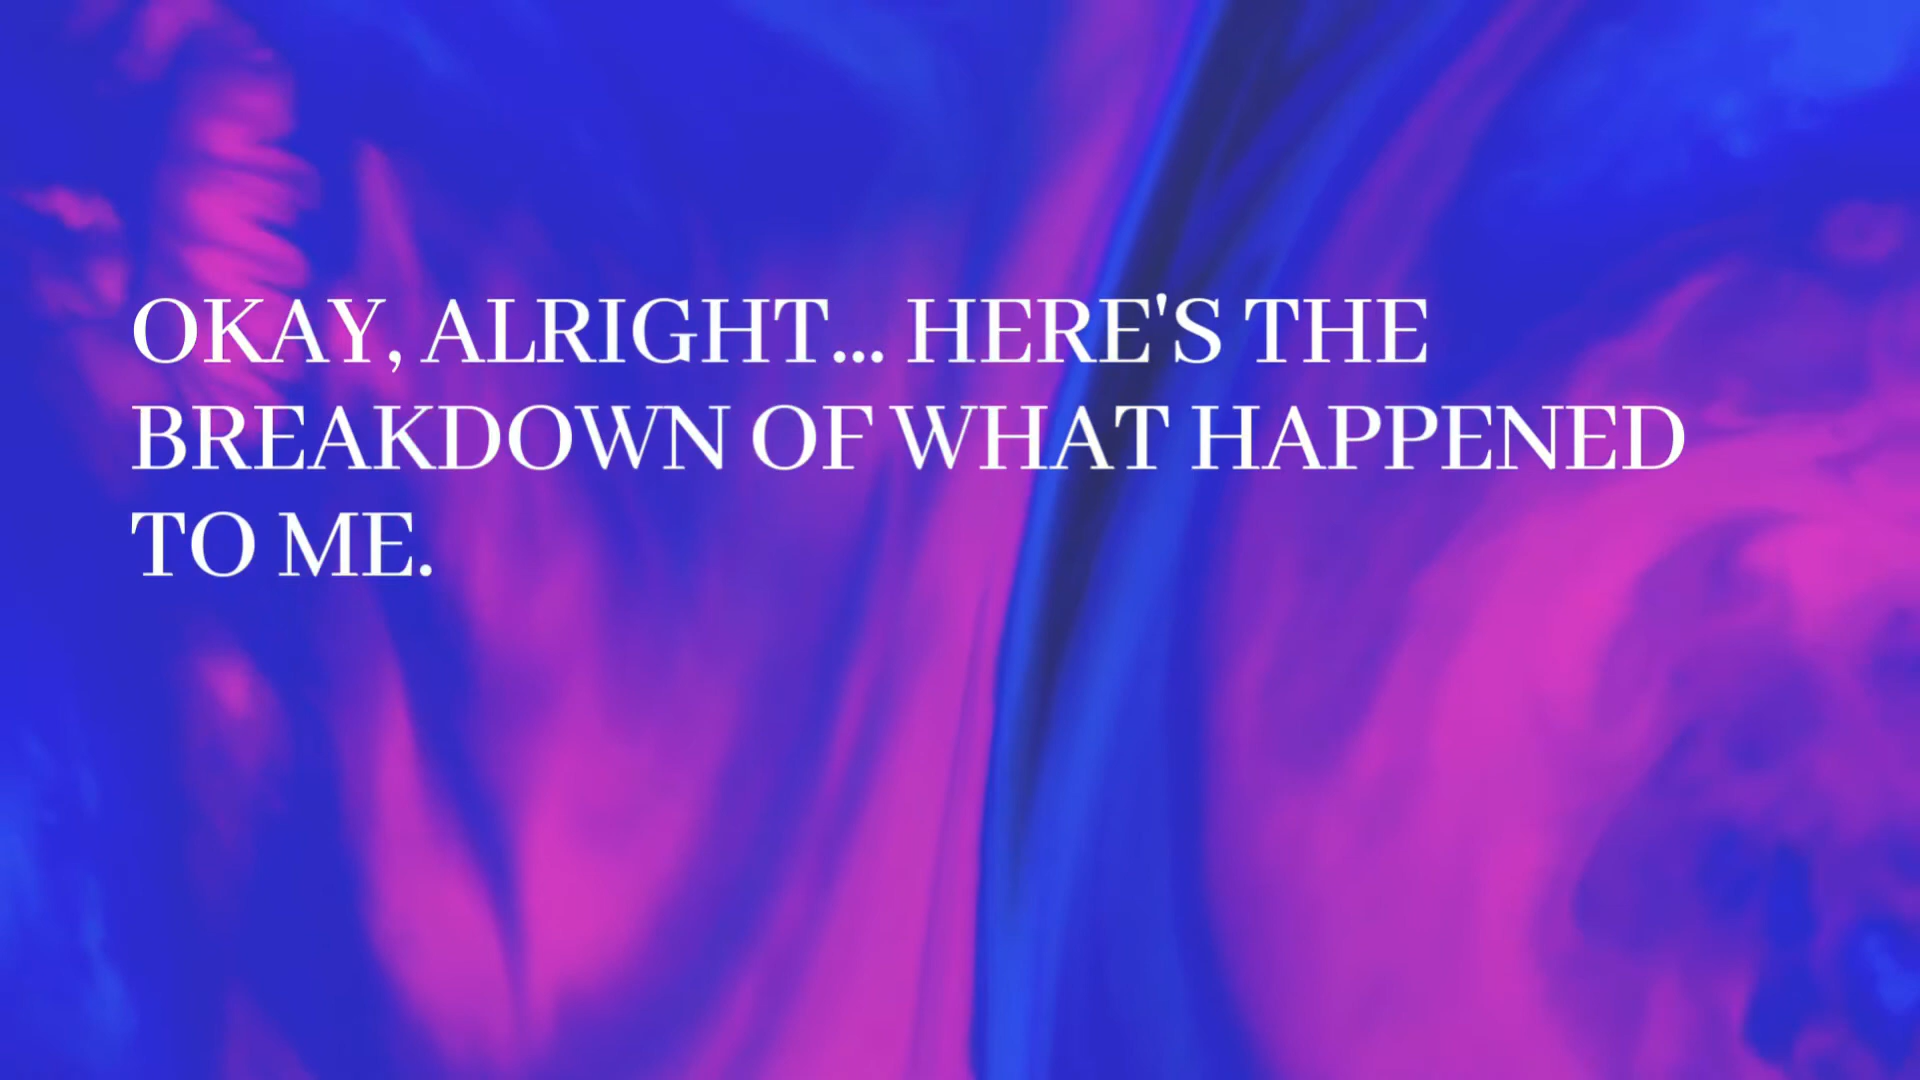 OKAY, ALRIGHT... HERE'S THE
BREAKDOWN OF WHAT HAPPENED
TO ME.